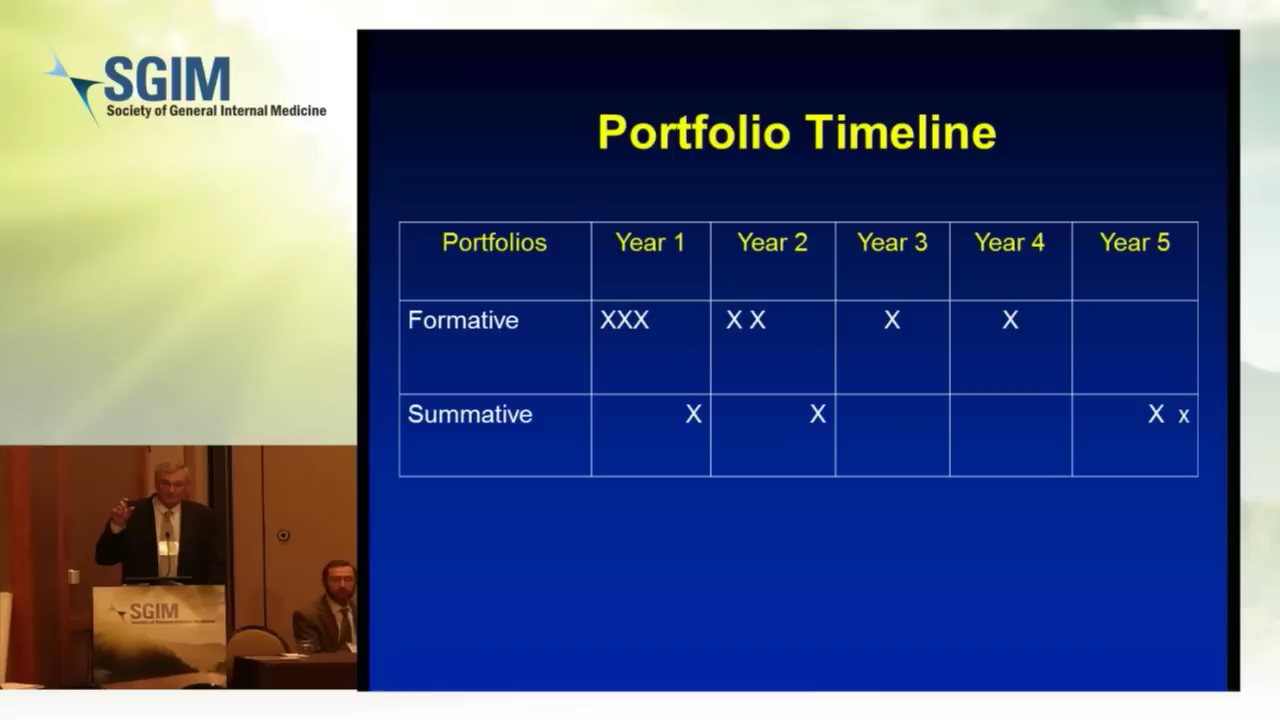 SGIM
Society of General Internal Medicine
Portfolio Timeline
Portfolios Year 1 Year 2 Year 3 Year 4 Year 5
Formative XXX X X X X
Summative X X X x
SGIM